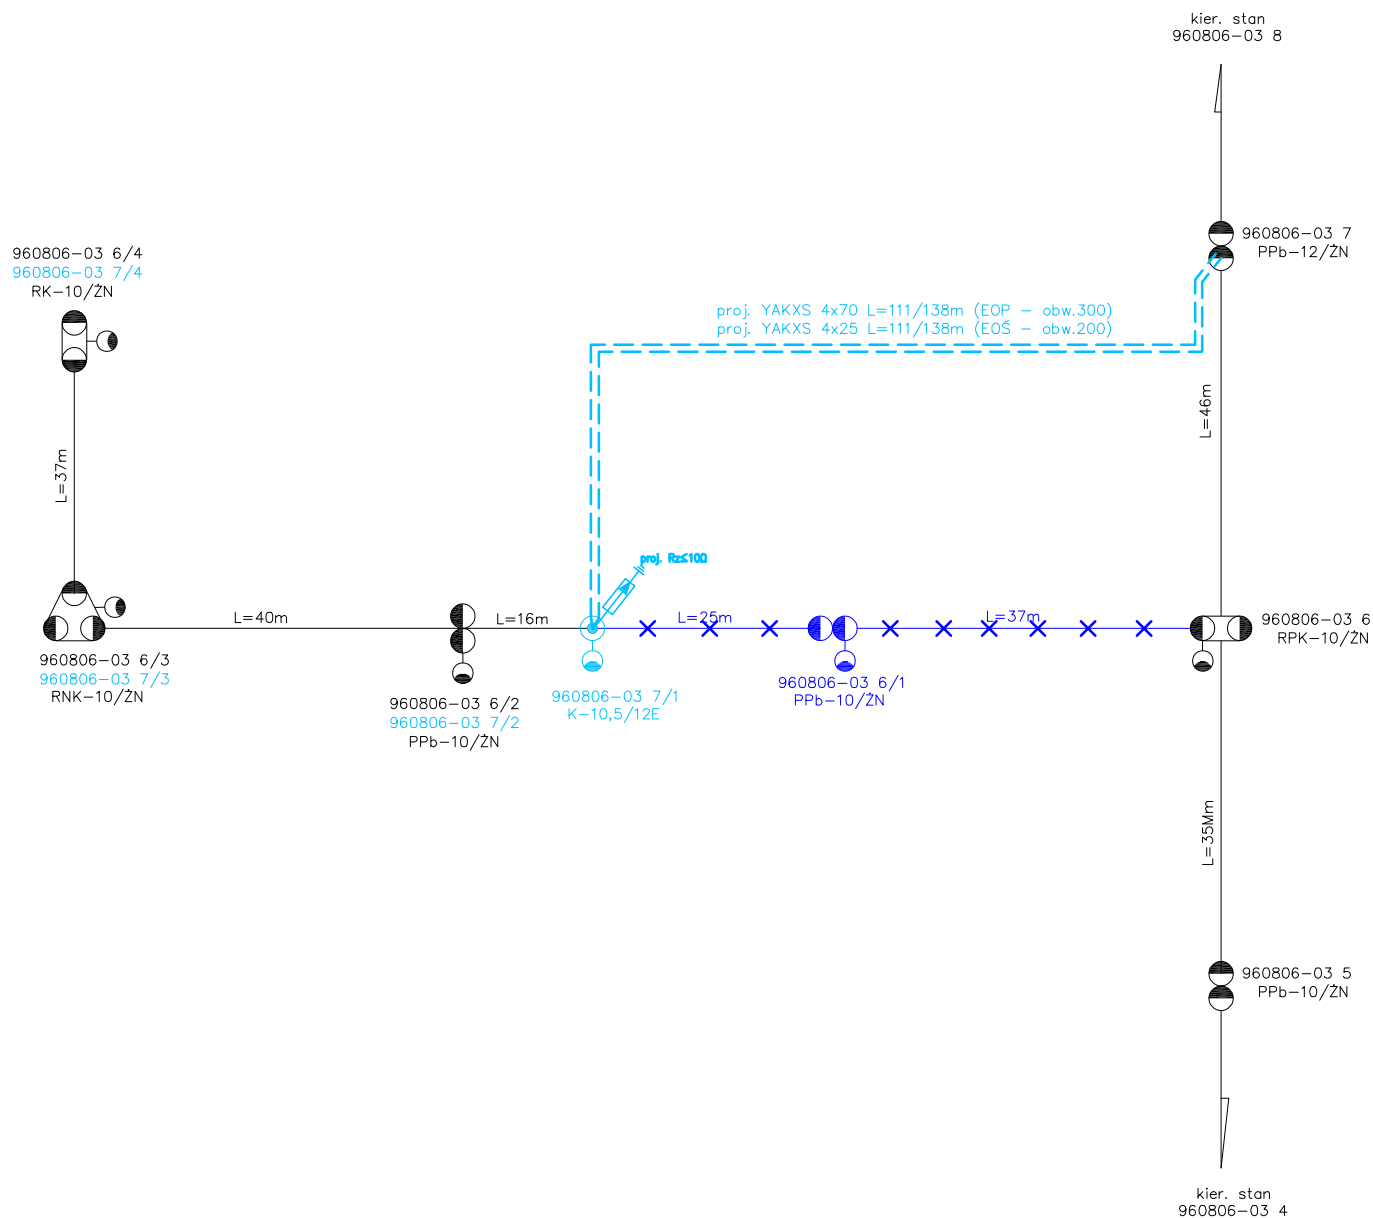 kier. stan
960806-03 8
960806-03 7
PPb-12/ŻN
960806-03 6/4
960806-03 7/4
RK-10/ŻN
proj. YAKXS 4x70 L=111/138m (EOP - obw.300)
proj. YAKXS 4x25 L=111/138m (EOŚ - obw.200)
L=46m
L=37m
proj. Rz≤10Ω
L=40m
L=16m
L=25m
L=37m
960806-03 6
RPK-10/ŻN
960806-03 6/3
960806-03 7/3
RNK-10/ŻN
960806-03 6/2
960806-03 7/2
PPb-10/ŻN
960806-03 7/1
K-10,5/12E
960806-03 6/1
PPb-10/ŻN
L=35Mm
960806-03 5
PPb-10/ŻN
kier. stan
960806-03 4